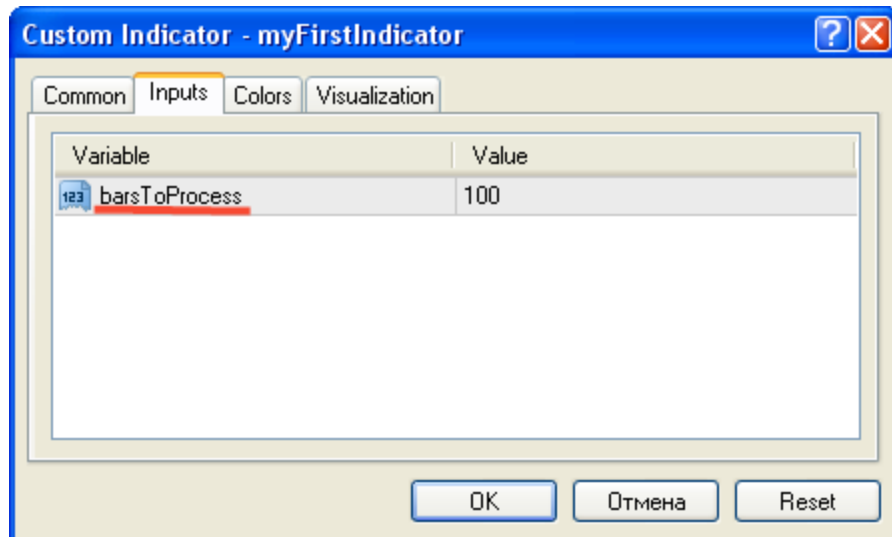 Custom Indicator - myFirstIndicator
Common Inputs Colors Visualization
Variable Value
123 barsToProcess 100
OK Отмена Reset